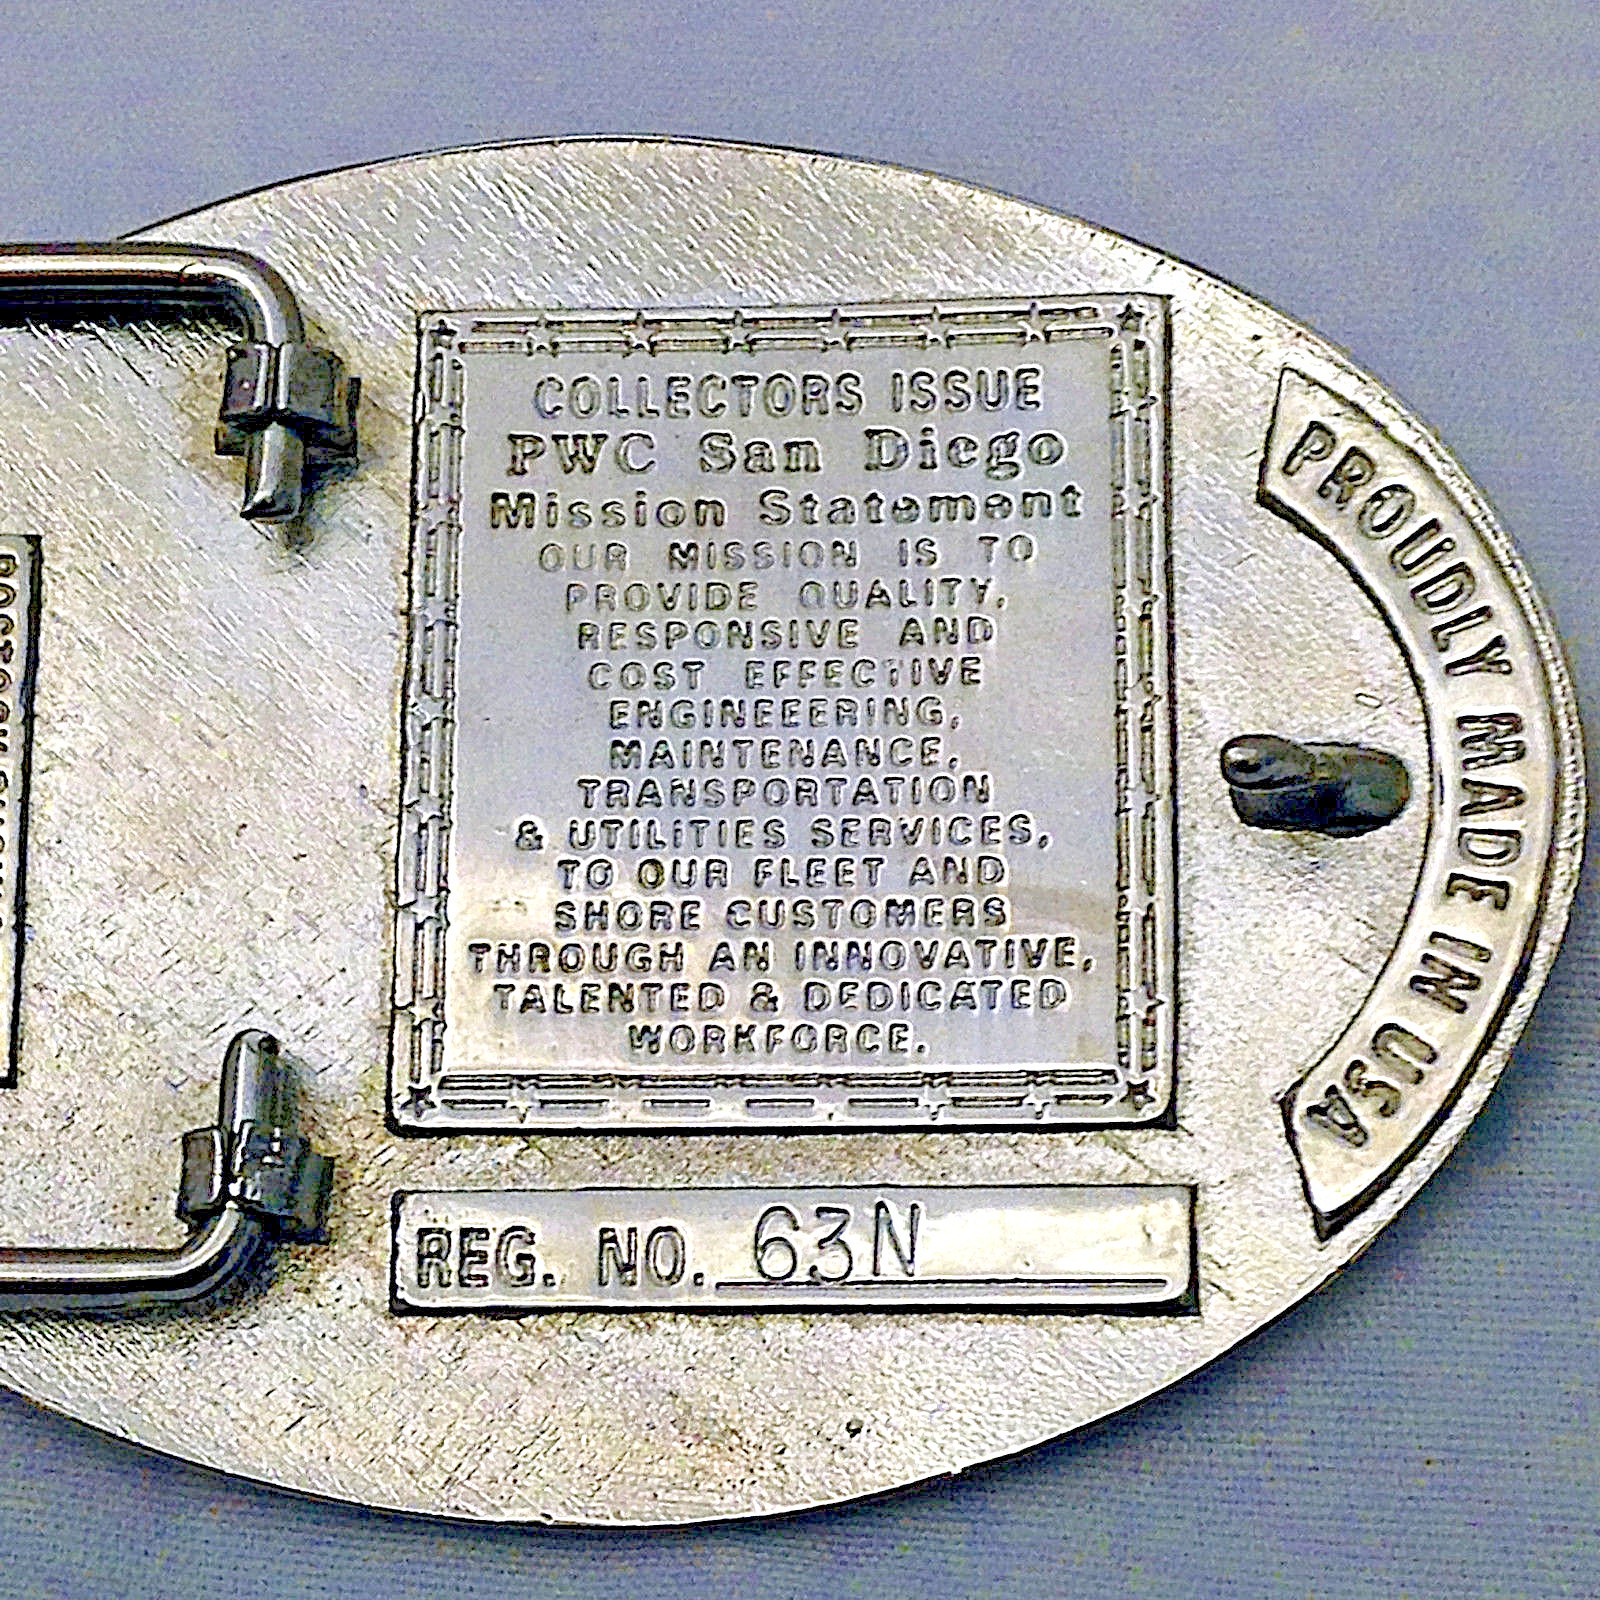 COLLECTORS ISSUE
PWC San Diego
Mission Statement
OUR MISSION IS TO
PROVIDE QUALITY,
RESPONSIVE AND
COST EFFECTIVE
ENGINEEERING,
MAINTENANCE,
TRANSPORTATION
& UTILITIES SERVICES,
TO OUR FLEET AND
SHORE CUSTOMERS
THROUGH AN INNOVATIVE,
TALENTED & DEDICATED
WORKFORCE.
REG. NO. 63N
PROUDLY MADE IN USA